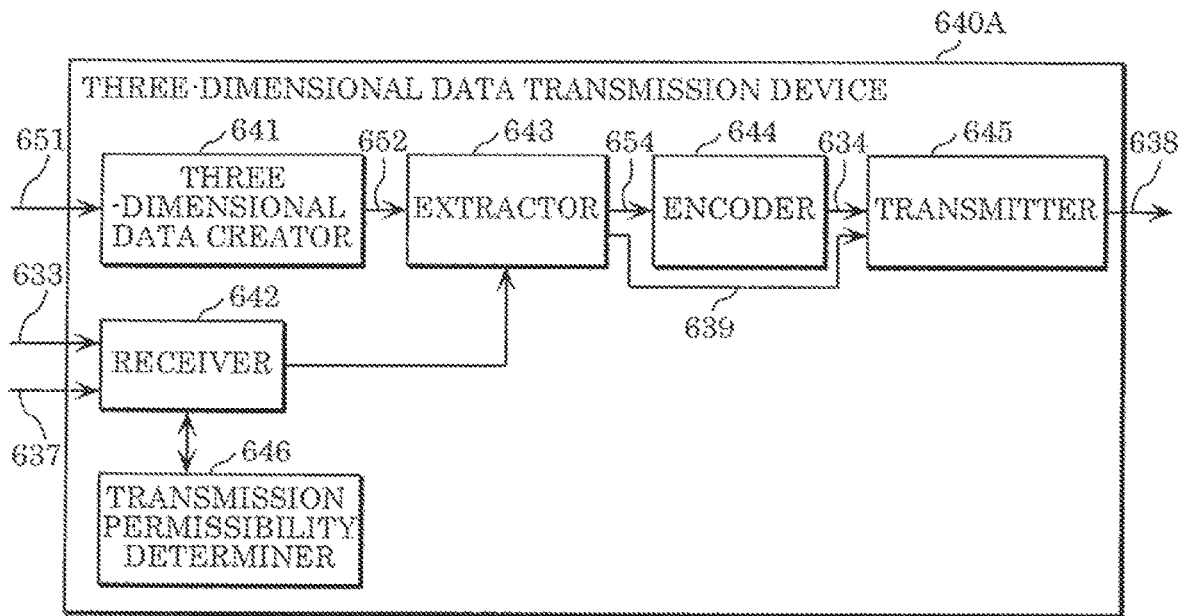 640A
THREE-DIMENSIONAL DATA TRANSMISSION DEVICE
651
641
652
643
654
644
634
645
638
THREE
-DIMENSIONAL
DATA CREATOR
EXTRACTOR
ENCODER
TRANSMITTER
633
642
639
RECEIVER
637
646
TRANSMISSION
PERMISSIBILITY
DETERMINER